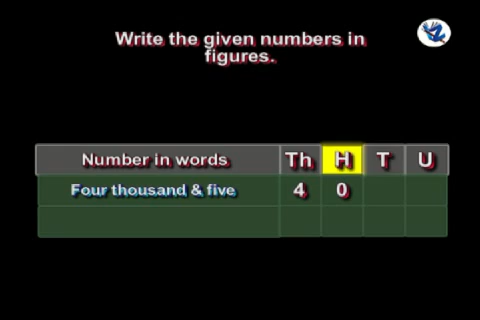 Write the given numbers in
figures.
Number in words Th H T U
Four thousand & five 4 0